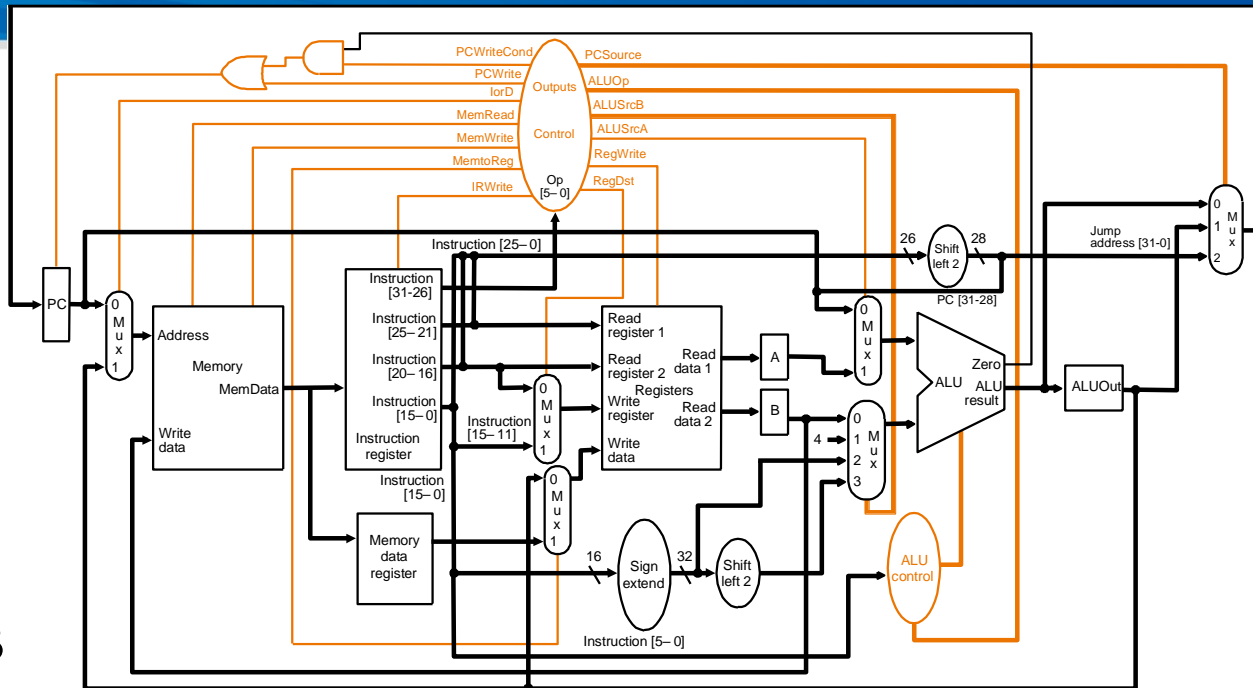 PCWriteCond
PCSource
PCWrite
ALUOp
IorD
Outputs
ALUSrcB
MemRead
ALUSrcA
MemWrite
Control
RegWrite
MemtoReg
Op
[5–0]
RegDst
IRWrite
Instruction [25–0]
26
Shift
left 2
28
Jump
address [31-0]
0
1
2
M
u
x
PC [31-28]
PC
0
M
u
x
1
Address
Memory
MemData
Write
data
Instruction
[31-26]
Instruction
[25–21]
Instruction
[20–16]
Instruction
[15–0]
Instruction
register
Instruction
[15–11]
Instruction
[15–0]
0
M
u
x
1
0
M
u
x
1
Memory
data
register
Read
register 1
Read
register 2
Registers
Write
register
Write
data
Read
data 1
Read
data 2
A
B
0
M
u
x
1
4
0
1
2
3
M
u
x
Zero
ALU
ALU
result
ALUOut
16
Sign
extend
32
Shift
left 2
ALU
control
Instruction [5–0]